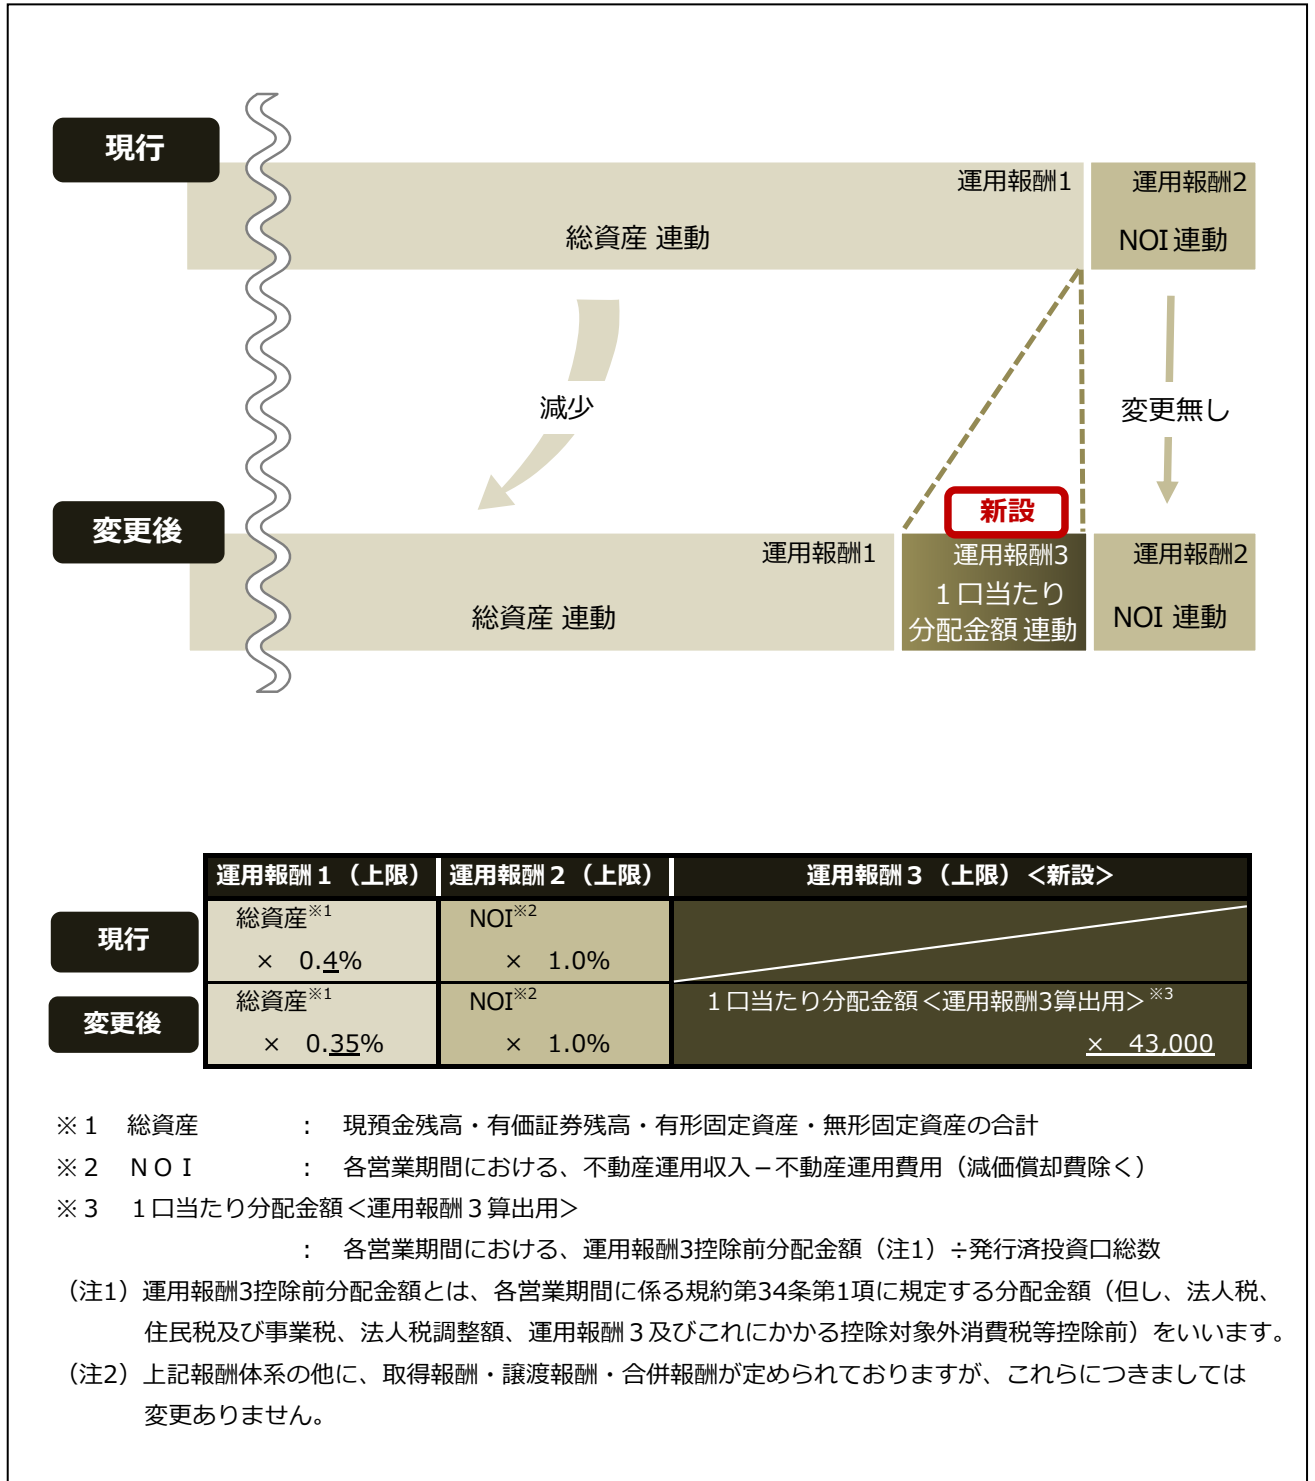 現行
運用報酬1
総資産 連動
運用報酬2
NOI 連動
減少
変更無し
新設
変更後
運用報酬1
総資産 連動
運用報酬3
１口当たり
分配金額 連動
運用報酬2
NOI 連動
運用報酬１（上限） 運用報酬２（上限） 運用報酬３（上限）＜新設＞
現行
総資産※1
× 0.4%
NOI※2
× 1.0%
変更後
総資産※1
× 0.35%
NOI※2
× 1.0%
１口当たり分配金額＜運用報酬3算出用＞※3
× 43,000
※１ 総資産 : 現預金残高・有価証券残高・有形固定資産・無形固定資産の合計
※２ ＮＯＩ : 各営業期間における、不動産運用収入－不動産運用費用（減価償却費除く）
※３ １口当たり分配金額＜運用報酬３算出用＞
: 各営業期間における、運用報酬3控除前分配金額（注1）÷発行済投資口総数
（注1）運用報酬3控除前分配金額とは、各営業期間に係る規約第34条第1項に規定する分配金額（但し、法人税、
住民税及び事業税、法人税調整額、運用報酬３及びこれにかかる控除対象外消費税等控除前）をいいます。
（注2）上記報酬体系の他に、取得報酬・譲渡報酬・合併報酬が定められておりますが、これらにつきましては
変更ありません。